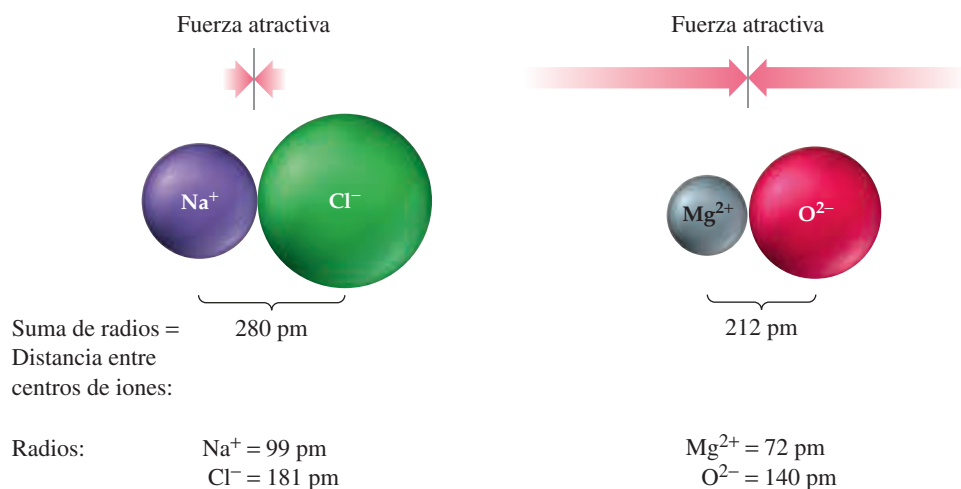 Fuerza atractiva
Fuerza atractiva
Na⁺
Cl⁻
Mg²⁺
O²⁻
Suma de radios = 280 pm 212 pm
Distancia entre
centros de iones:
Radios: Na⁺ = 99 pm Mg²⁺ = 72 pm
Cl⁻ = 181 pm O²⁻ = 140 pm